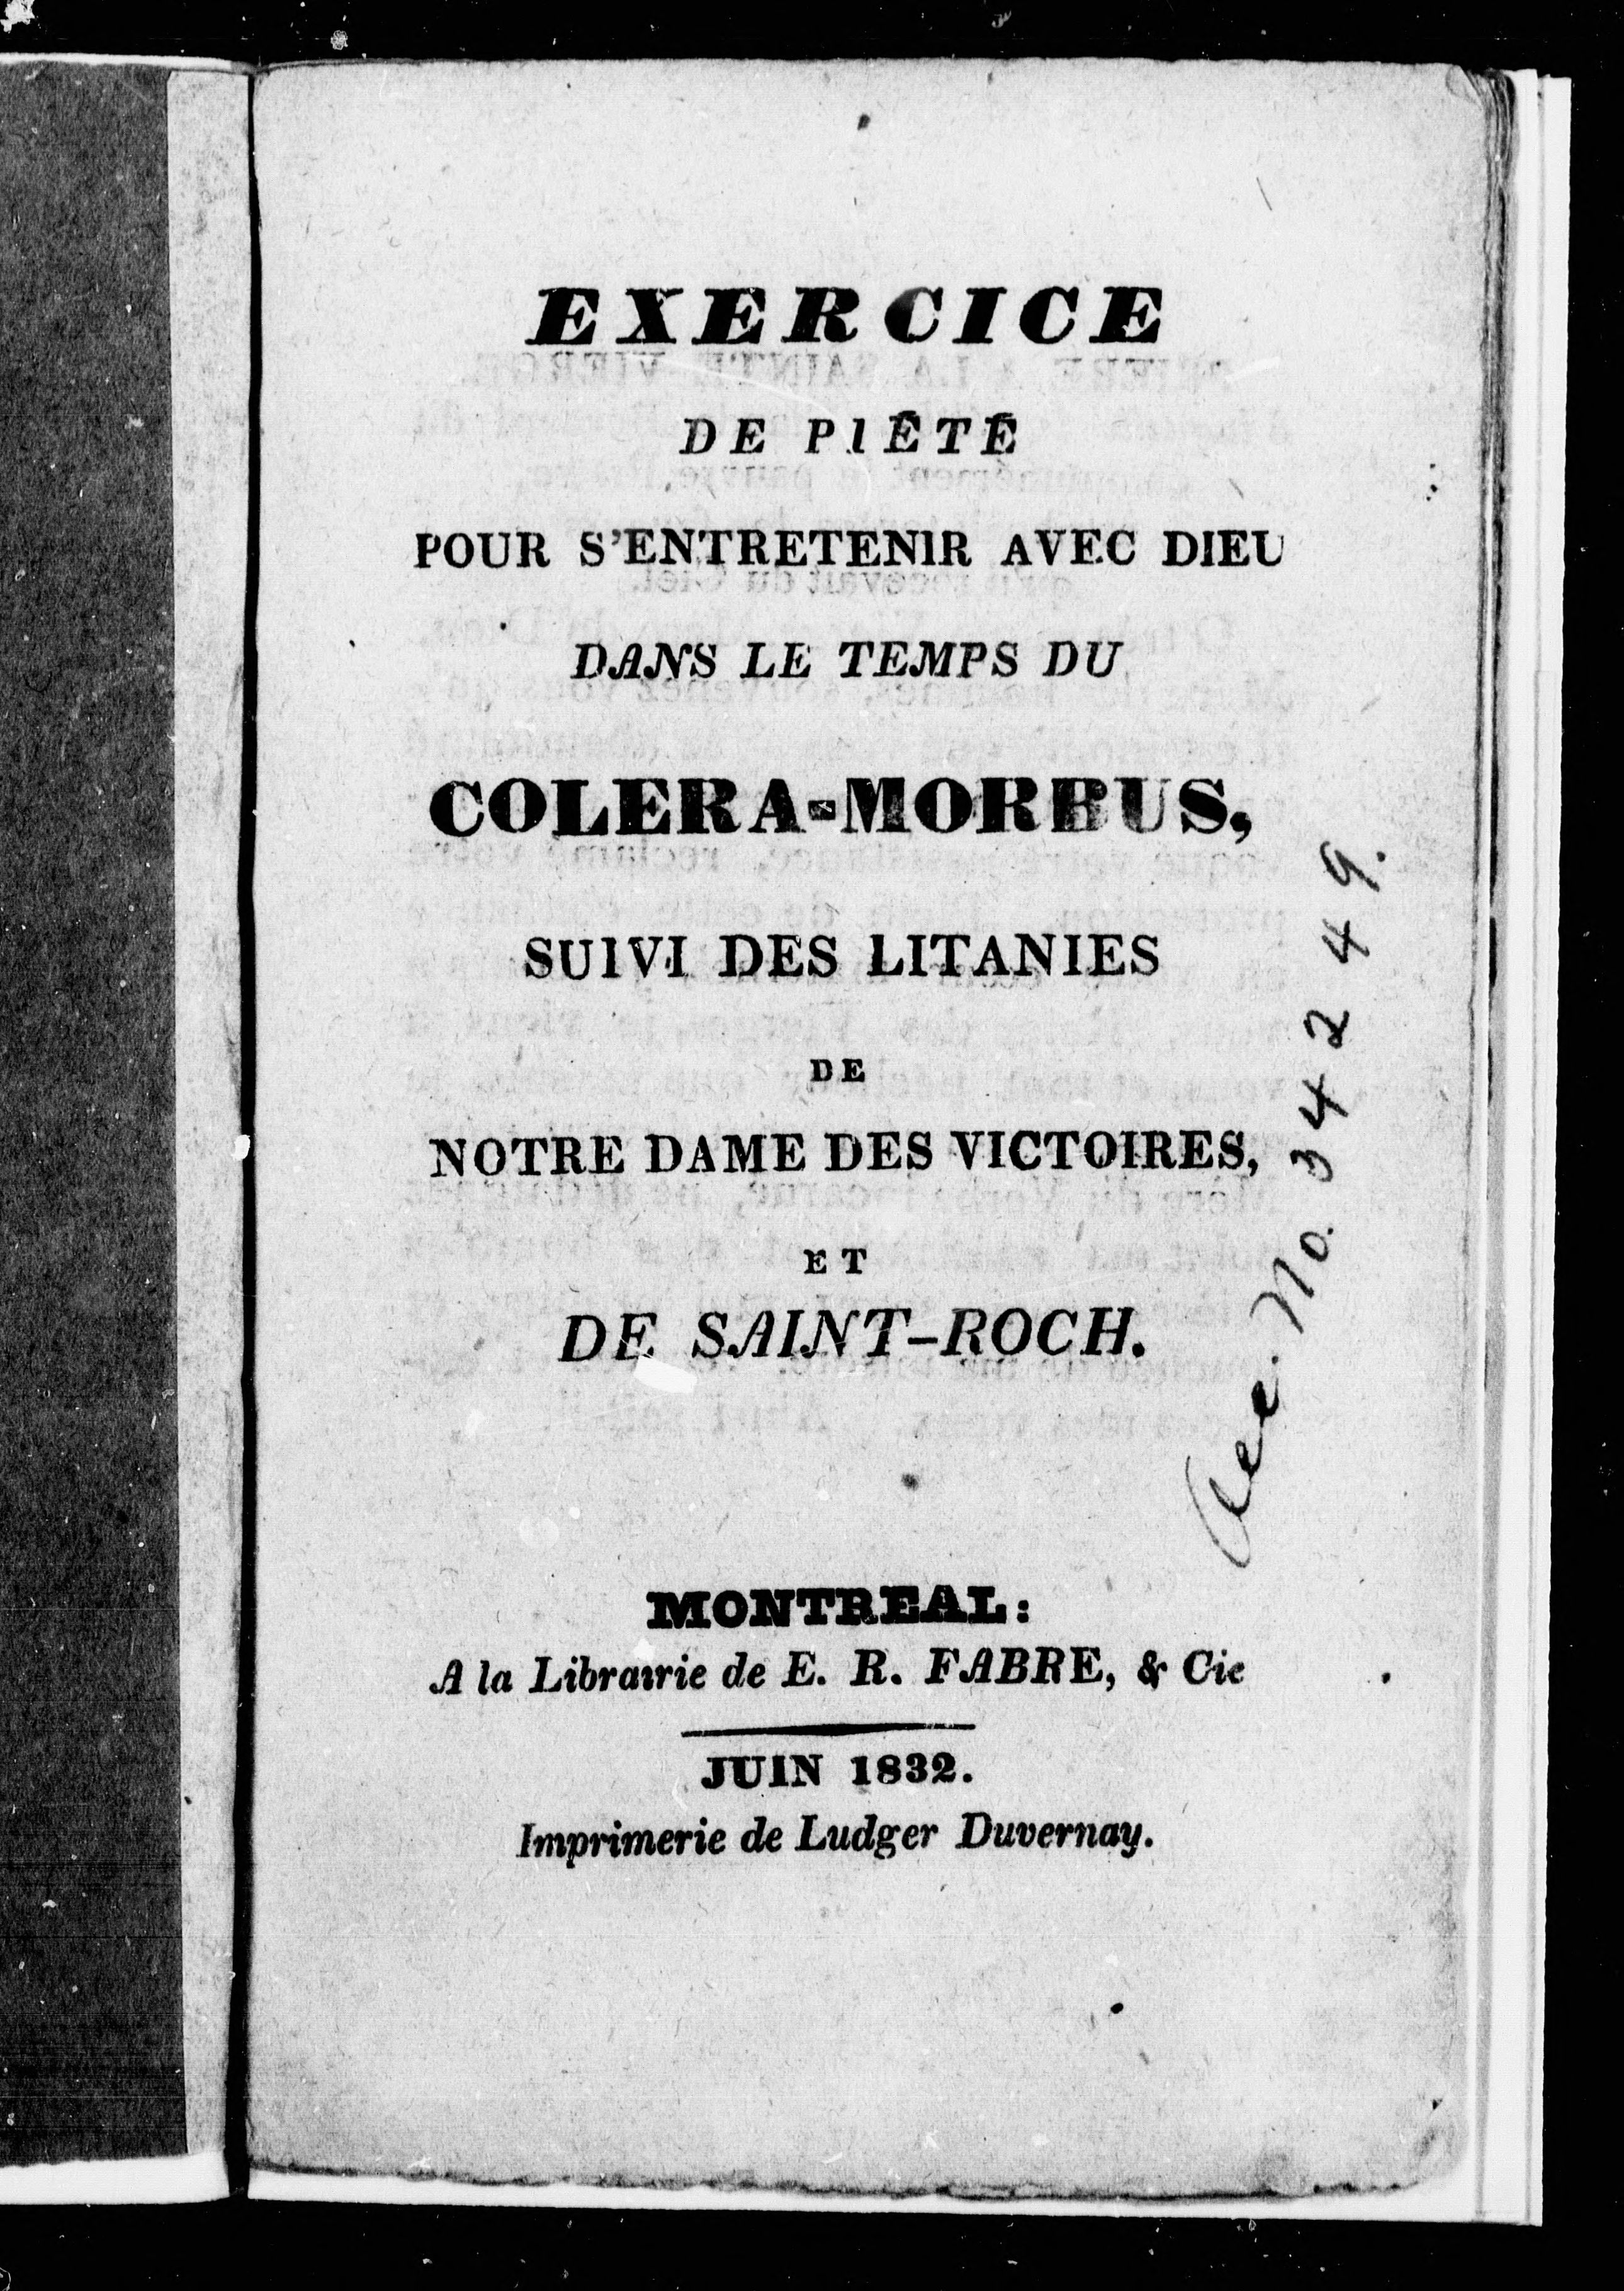 EXERCICE
DE PIÉTÉ
POUR S'ENTRETENIR AVEC DIEU
DANS LE TEMPS DU
COLERA-MORBUS,
SUIVI DES LITANIES
DE
NOTRE DAME DES VICTOIRES,
ET
DE SAINT-ROCH.
MONTREAL:
A la Librairie de E. R. FABRE, & Cie
JUIN 1832.
Imprimerie de Ludger Duvernay.
Acc. No. 34249.